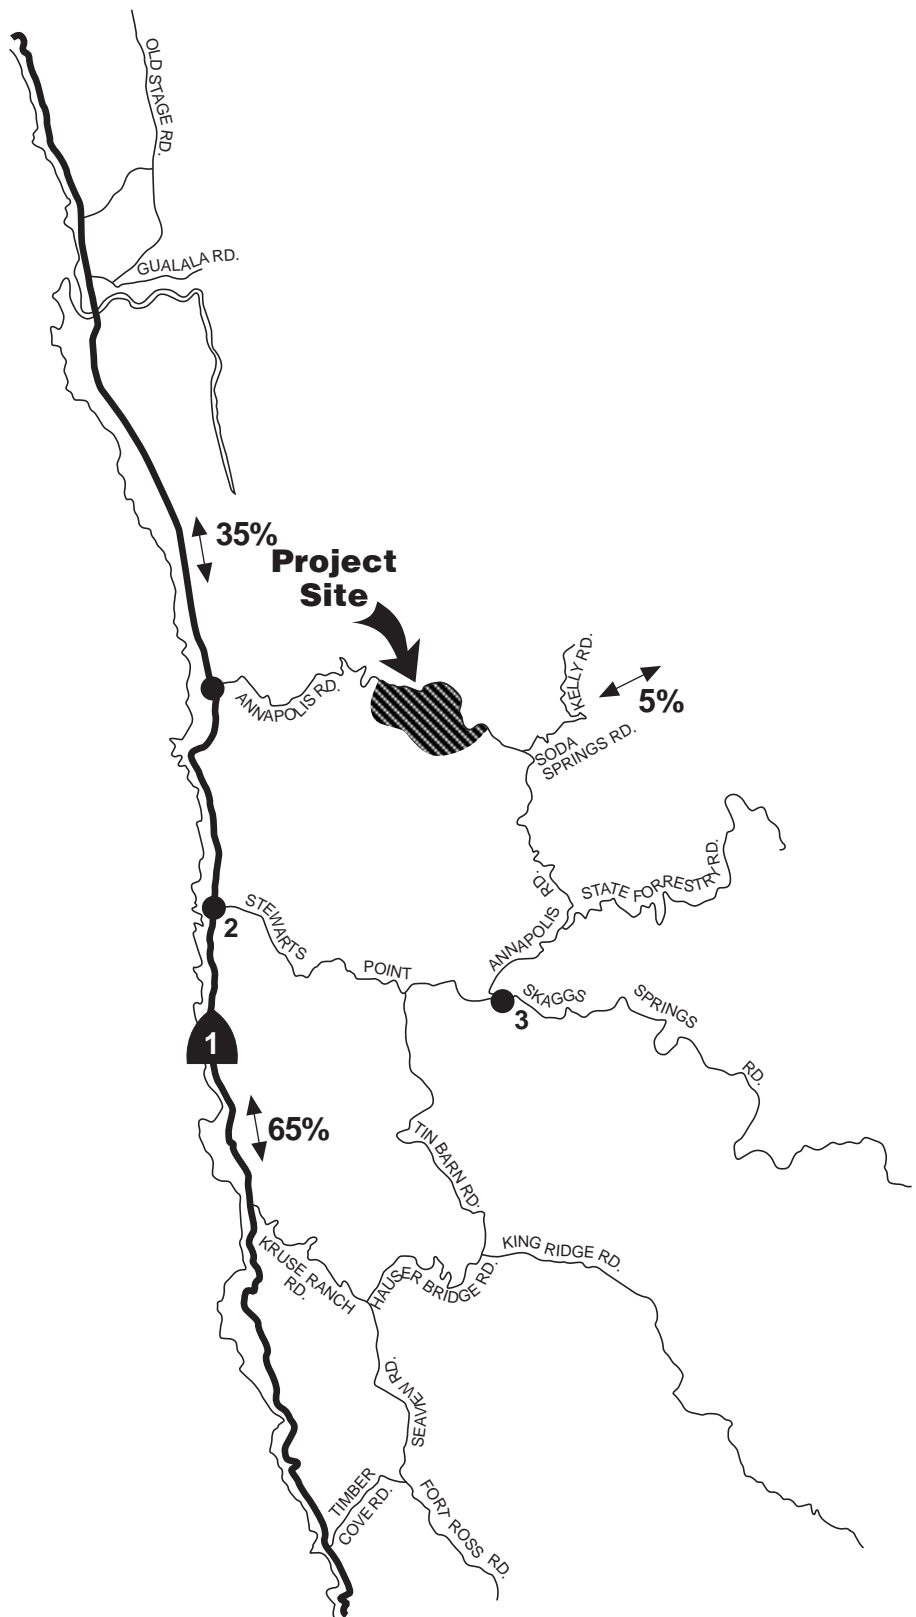 OLD STAGE RD.
GUALALA RD.
35%
Project
Site
ANNAPOLIS RD.
KELLY RD.
5%
SODA
SPRINGS RD.
STATE FORRESTRY RD.
ANNAPOLIS RD.
2
STEWARTS
POINT
SKAGGS
SPRINGS
RD.
3
1
65%
TIN BARN RD.
KING RIDGE RD.
KRUSE RANCH
RD.
HAUSER BRIDGE RD.
SEAVIEW RD.
TIMBER
COVE RD.
FORT ROSS RD.